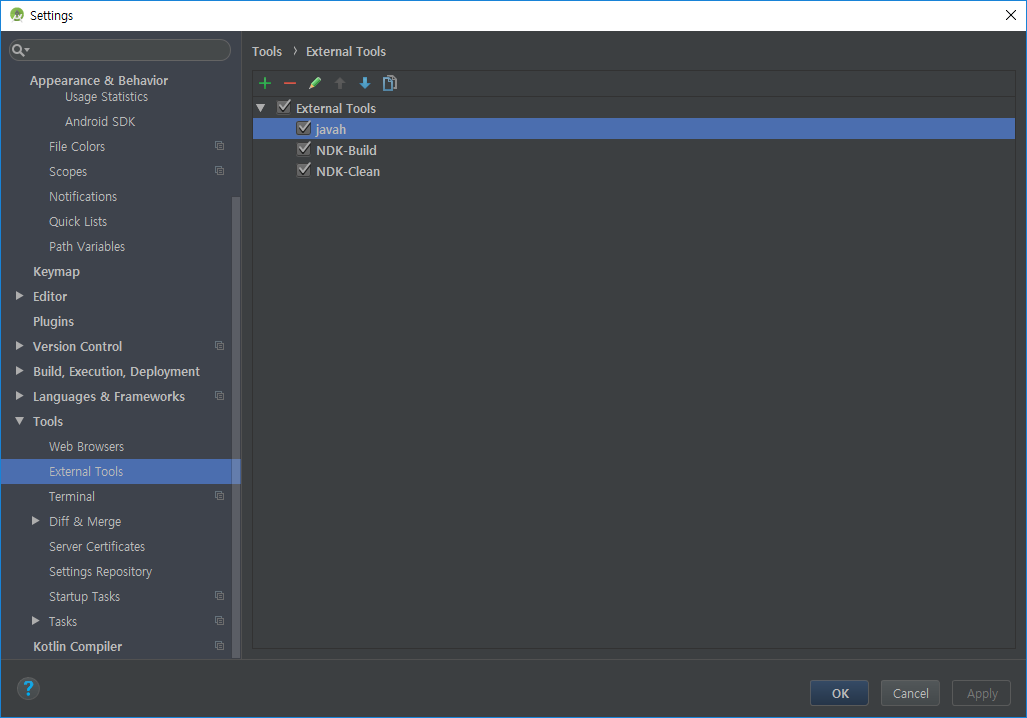 Settings
Appearance & Behavior
Usage Statistics
Android SDK
File Colors
Scopes
Notifications
Quick Lists
Path Variables
Keymap
Editor
Plugins
Version Control
Build, Execution, Deployment
Languages & Frameworks
Tools
Web Browsers
External Tools
Terminal
Diff & Merge
Server Certificates
Settings Repository
Startup Tasks
Tasks
Kotlin Compiler
Tools › External Tools
External Tools
javah
NDK-Build
NDK-Clean
?
OK Cancel Apply